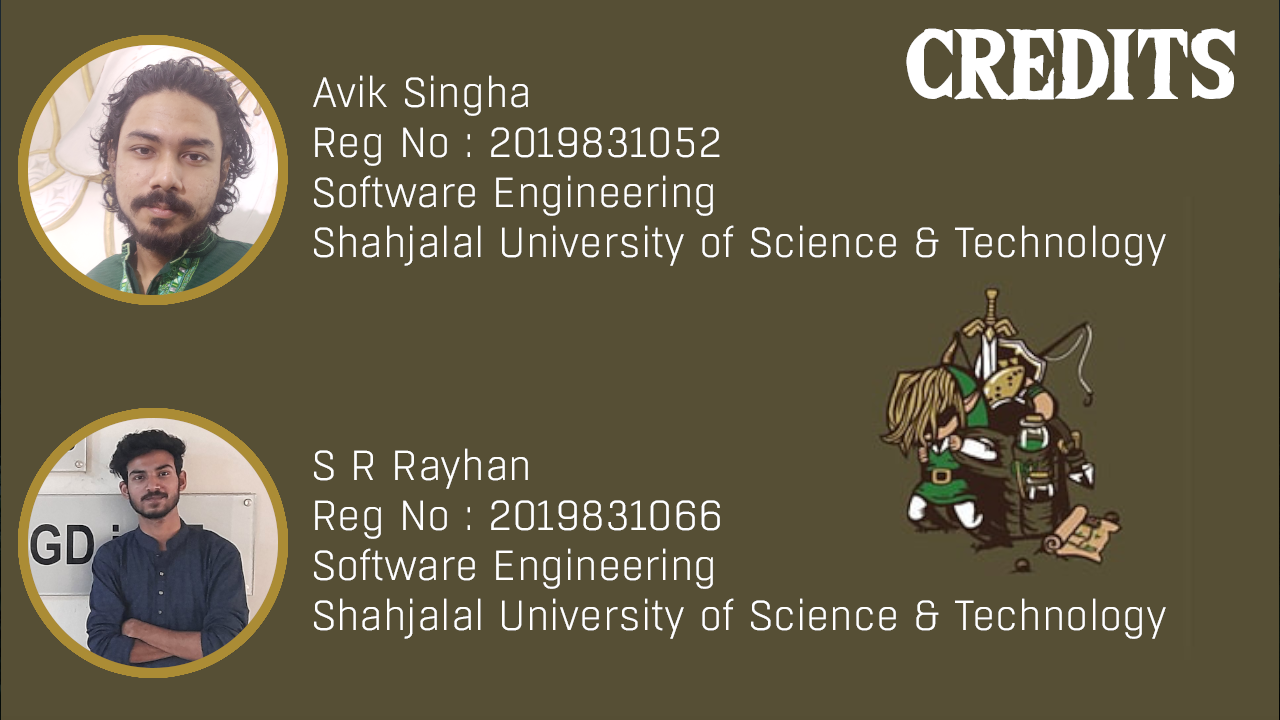 CREDITS
Avik Singha
Reg No : 2019831052
Software Engineering
Shahjalal University of Science & Technology
S R Rayhan
Reg No : 2019831066
Software Engineering
Shahjalal University of Science & Technology
GD